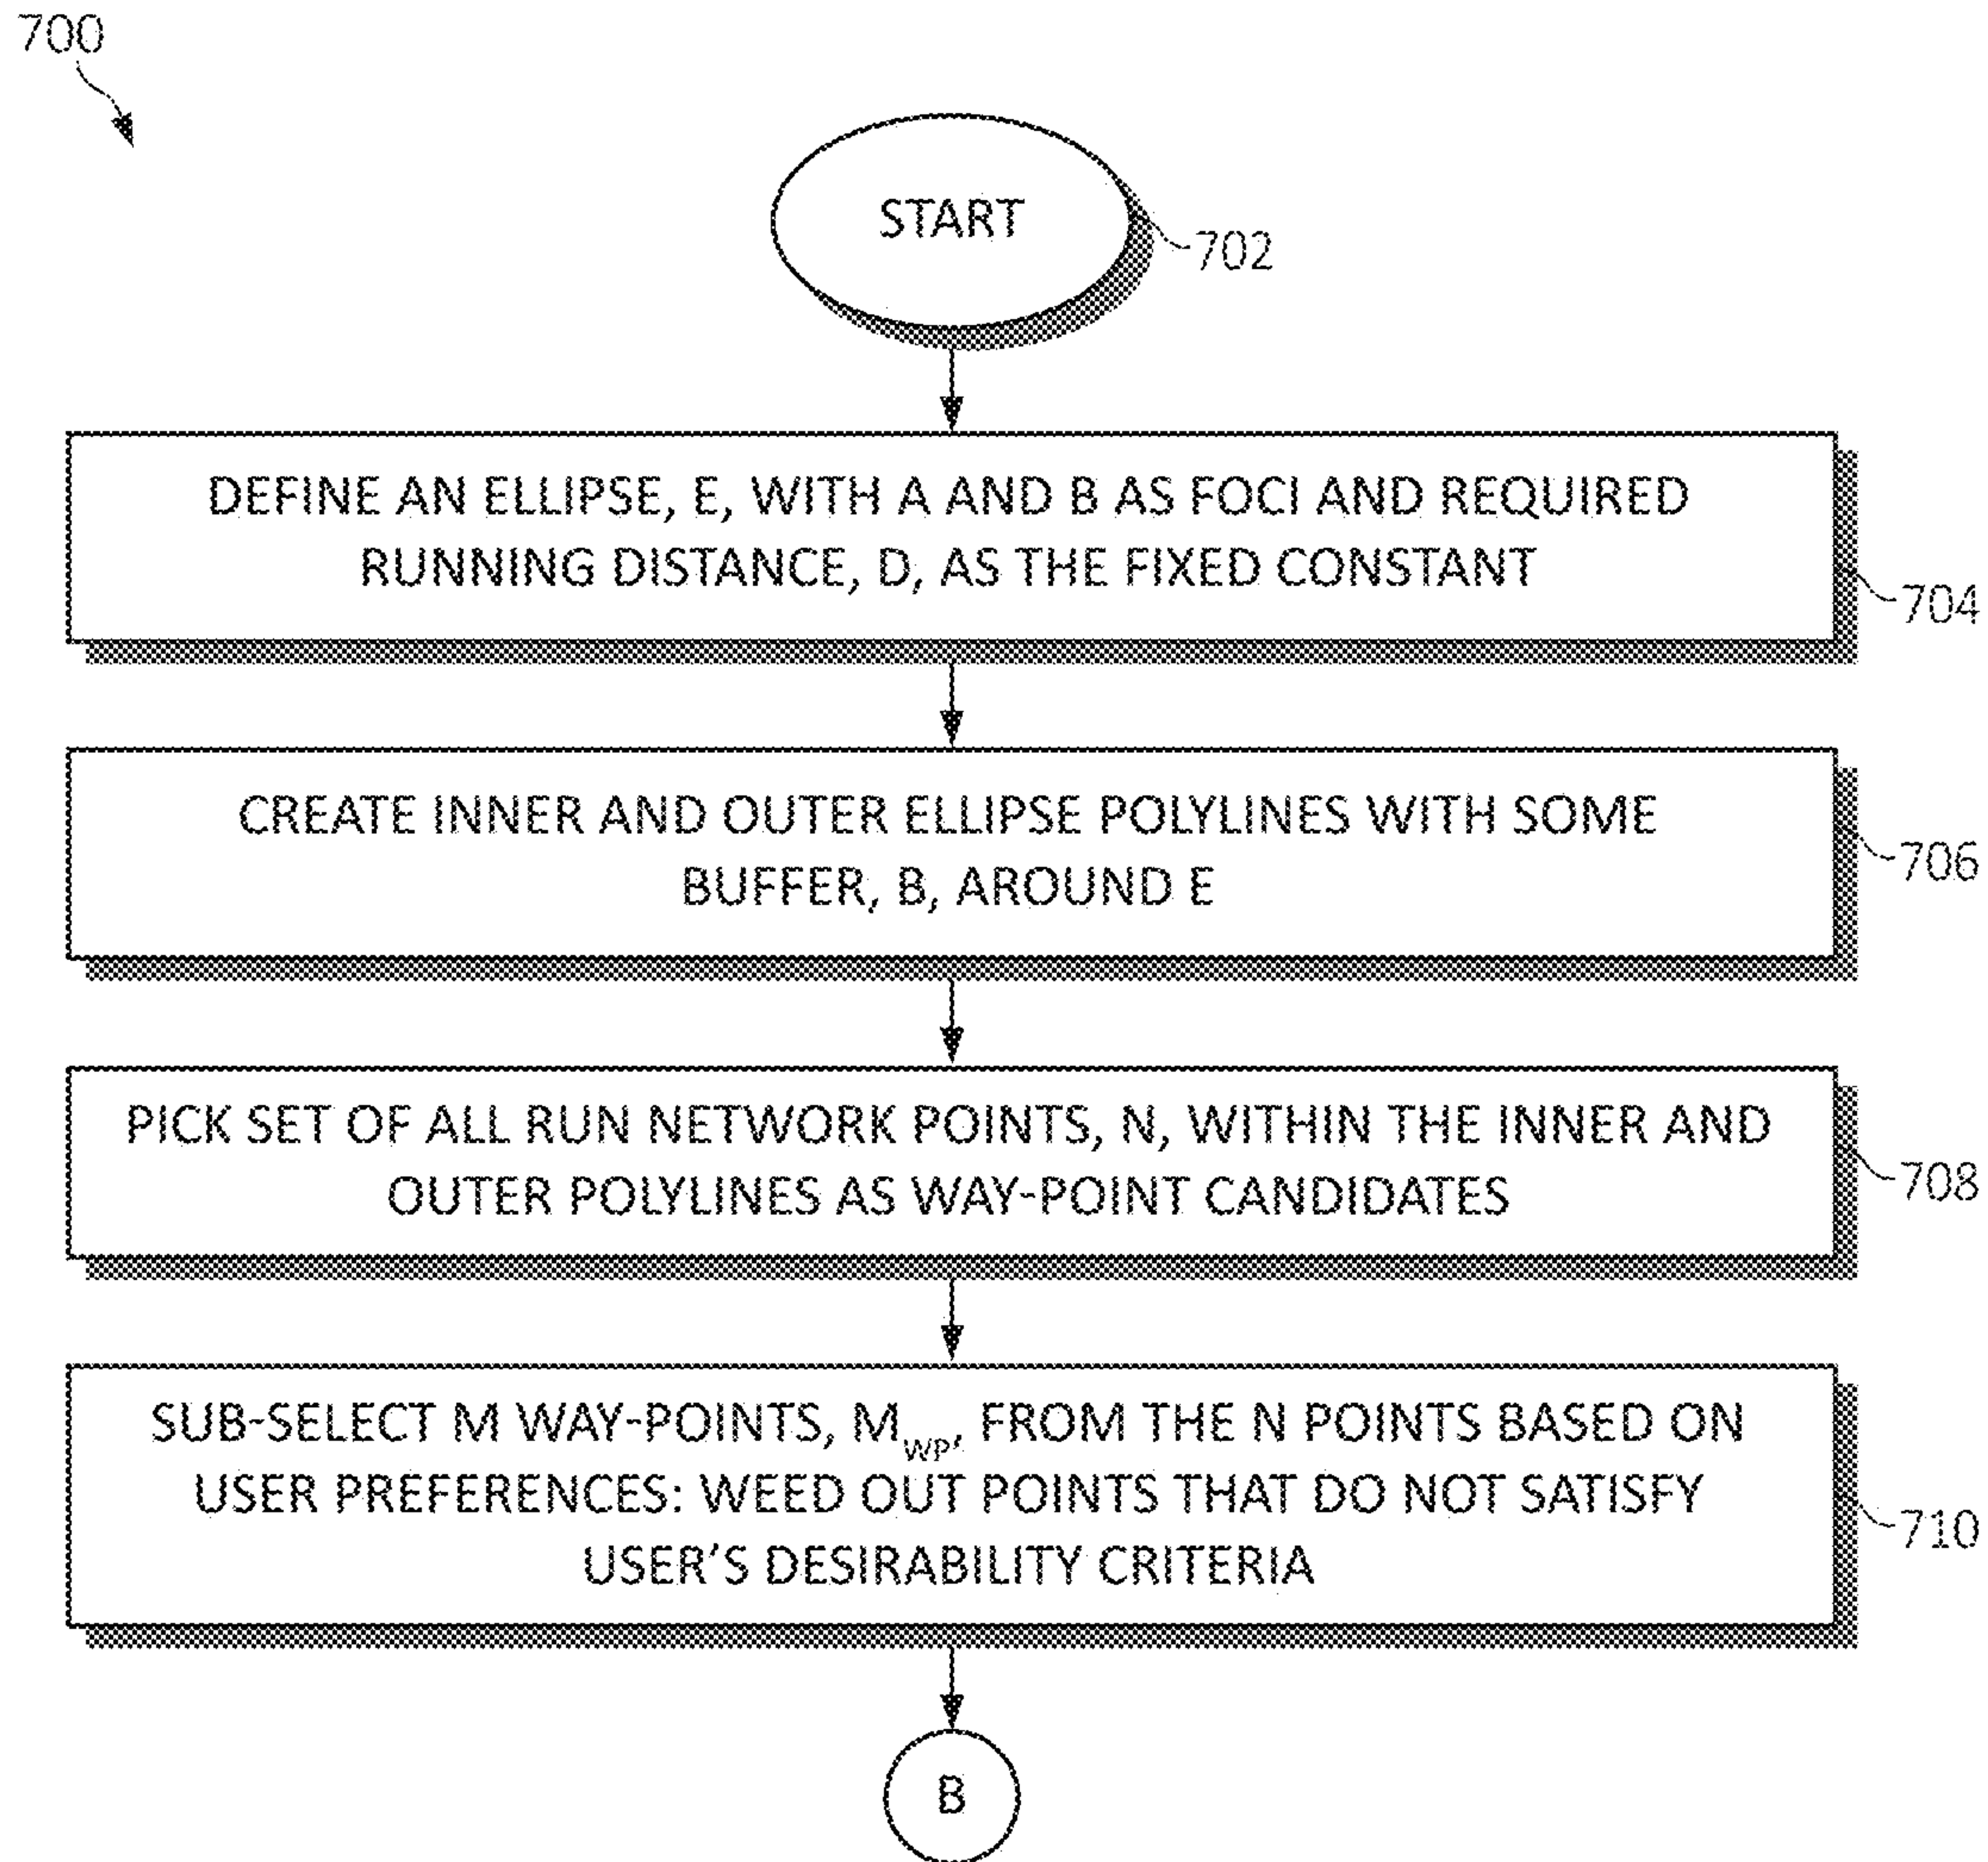 700
START
702
DEFINE AN ELLIPSE, E, WITH A AND B AS FOCI AND REQUIRED
RUNNING DISTANCE, D, AS THE FIXED CONSTANT
704
CREATE INNER AND OUTER ELLIPSE POLYLINES WITH SOME
BUFFER, B, AROUND E
706
PICK SET OF ALL RUN NETWORK POINTS, N, WITHIN THE INNER AND
OUTER POLYLINES AS WAY-POINT CANDIDATES
708
SUB-SELECT M WAY-POINTS, M_WP, FROM THE N POINTS BASED ON
USER PREFERENCES: WEED OUT POINTS THAT DO NOT SATISFY
USER'S DESIRABILITY CRITERIA
710
B